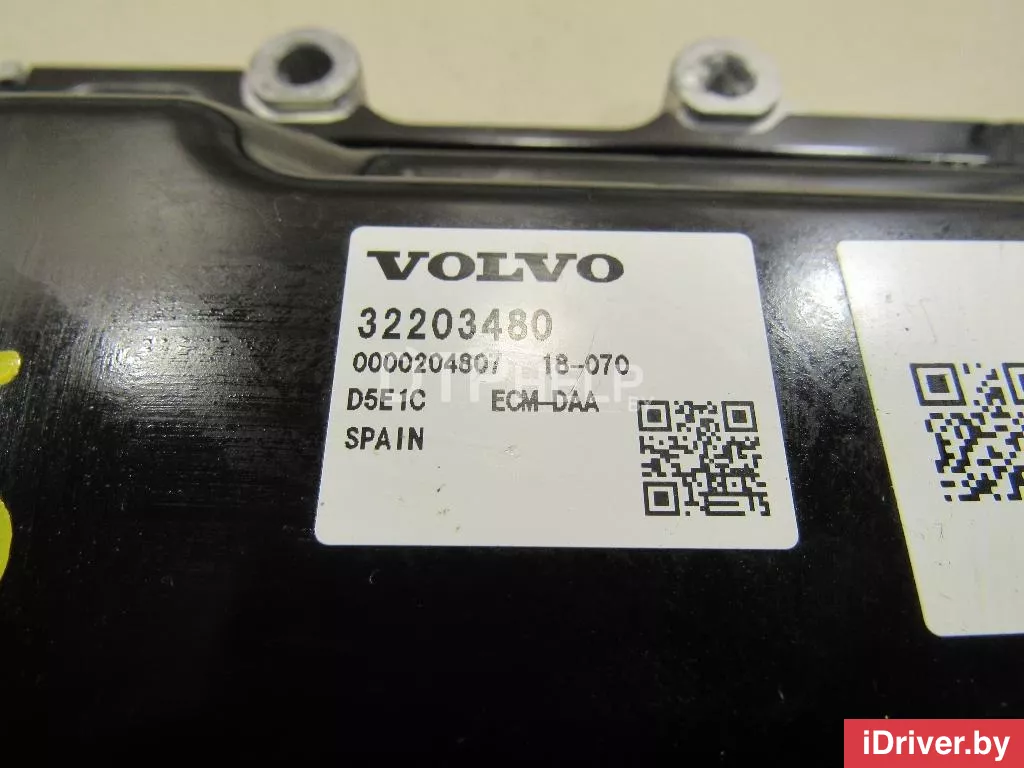 VOLVO
32203480
0000204807 18-070
D5E1C ECM-DAA
SPAIN
iDriver.by